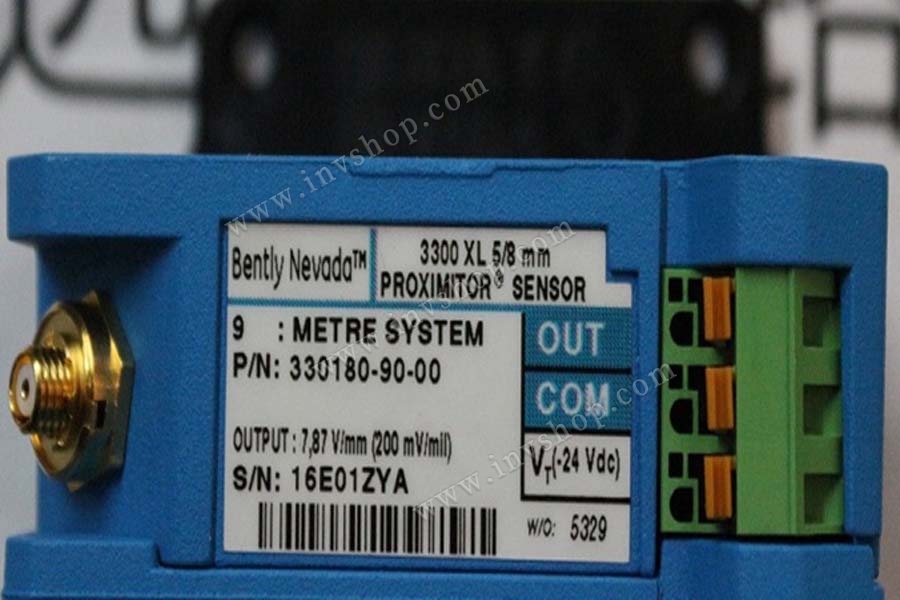 Bently Nevada™
3300 XL 5/8 mm
PROXIMITOR® SENSOR
9 : METRE SYSTEM
P/N: 330180-90-00
OUTPUT : 7,87 V/mm (200 mV/mil)
S/N: 16E01ZYA
OUT
COM
VT(-24 Vdc)
W/O: 5329
www.invshop.com
www.invshop.com
www.invshop.com